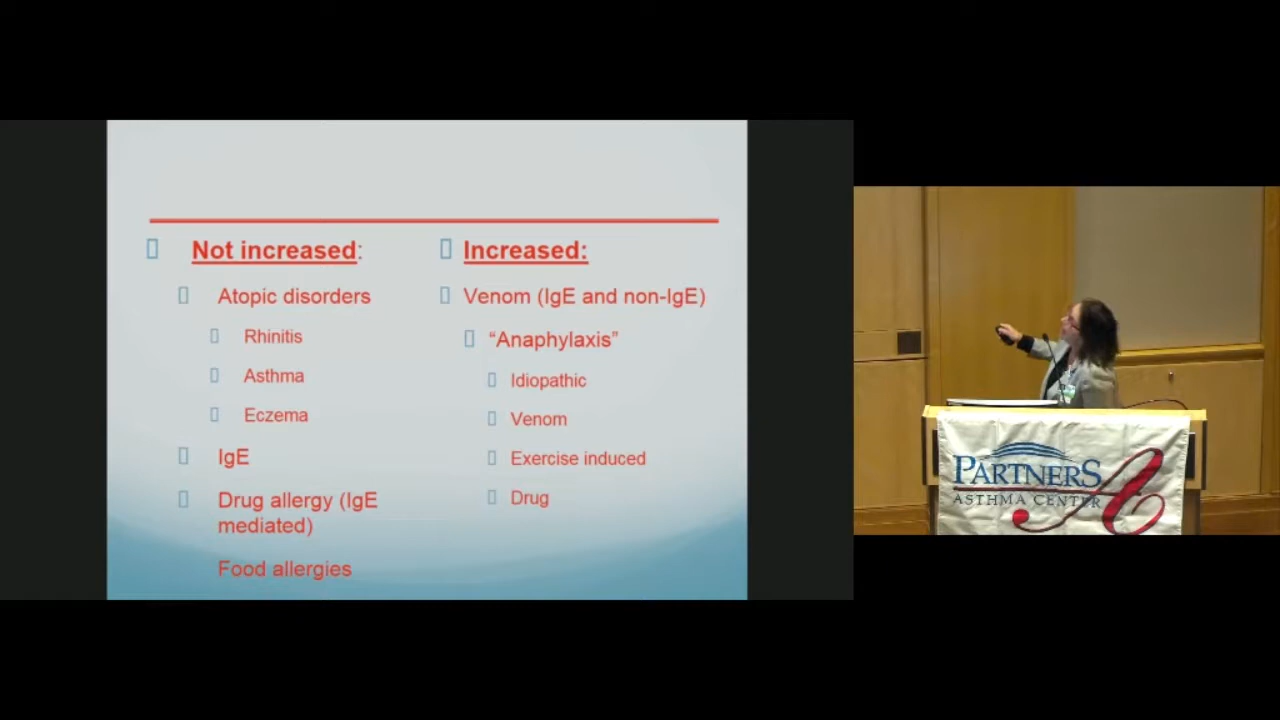 Not increased:
Atopic disorders
Rhinitis
Asthma
Eczema
IgE
Drug allergy (IgE
mediated)
Food allergies
Increased:
Venom (IgE and non-IgE)
“Anaphylaxis”
Idiopathic
Venom
Exercise induced
Drug
PARTNERS
ASTHMA CENTER
A